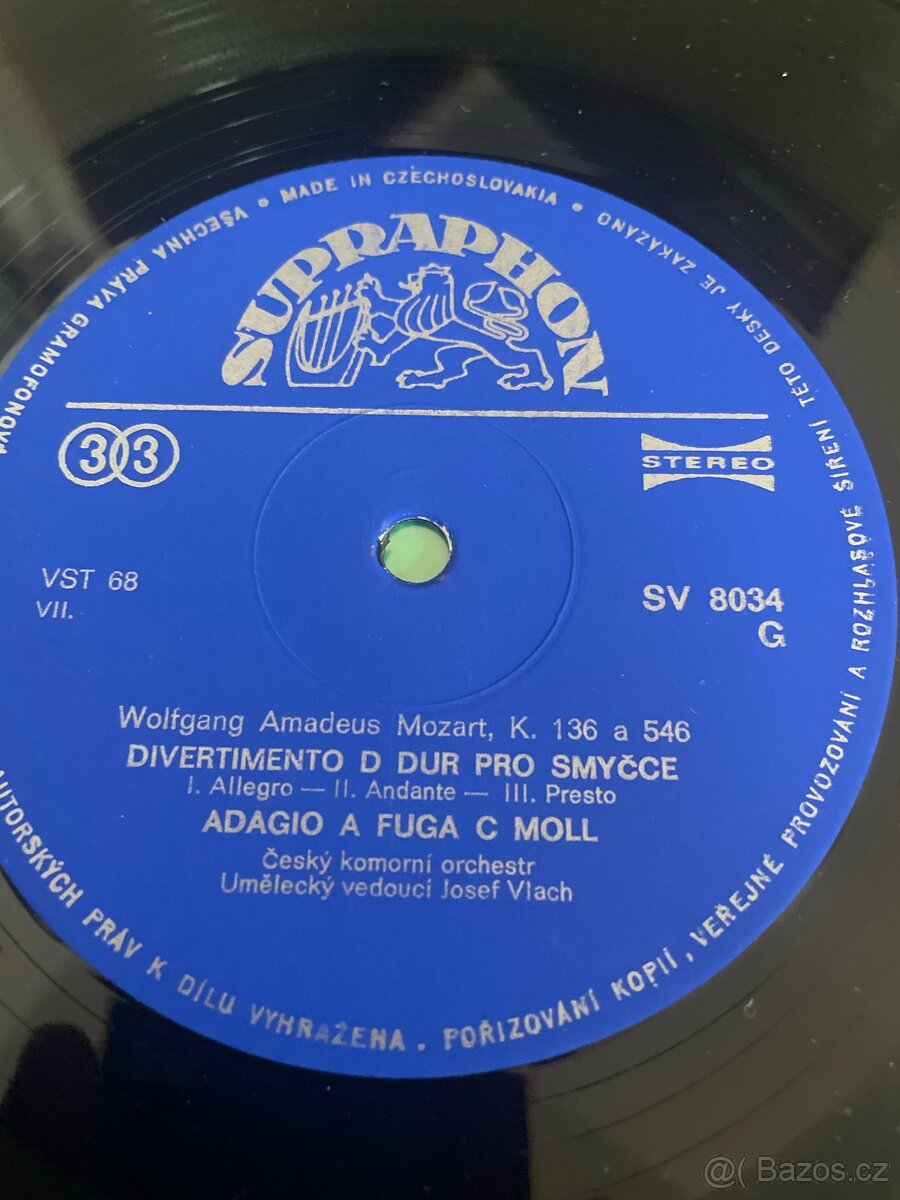 • MADE IN CZECHOSLOVAKIA •
VŠECHNA PRÁVA GRAMOFONOVÁ
AUTORSKÝCH PRÁV K DÍLU VYHRAŽENA. POŘIZOVÁNÍ KOPIÍ, VEŘEJNÉ PROVOZOVÁNÍ A ROZHLASOVÉ ŠÍŘENÍ TÉTO DESKY JE ZAKÁZÁNO
SUPRAPHON
33
STEREO
VST 68
VII.
SV 8034
G
Wolfgang Amadeus Mozart, K. 136 a 546
DIVERTIMENTO D DUR PRO SMYČCE
I. Allegro — II. Andante — III. Presto
ADAGIO A FUGA C MOLL
Český komorní orchestr
Umělecký vedoucí Josef Vlach
@( Bazos.cz